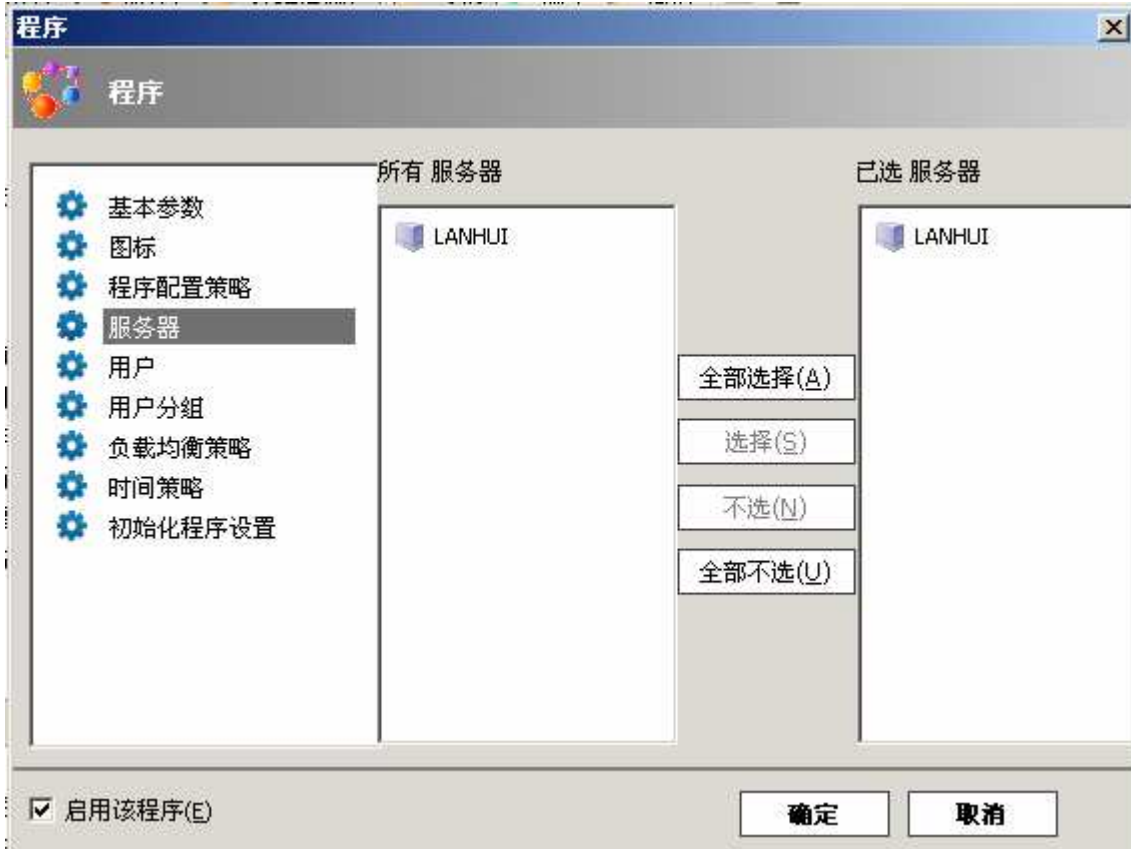 程序
程序
基本参数
图标
程序配置策略
服务器
用户
用户分组
负载均衡策略
时间策略
初始化程序设置
所有 服务器
LANHUI
全部选择(A)
选择(S)
不选(N)
全部不选(U)
已选 服务器
LANHUI
启用该程序(E)
确定
取消